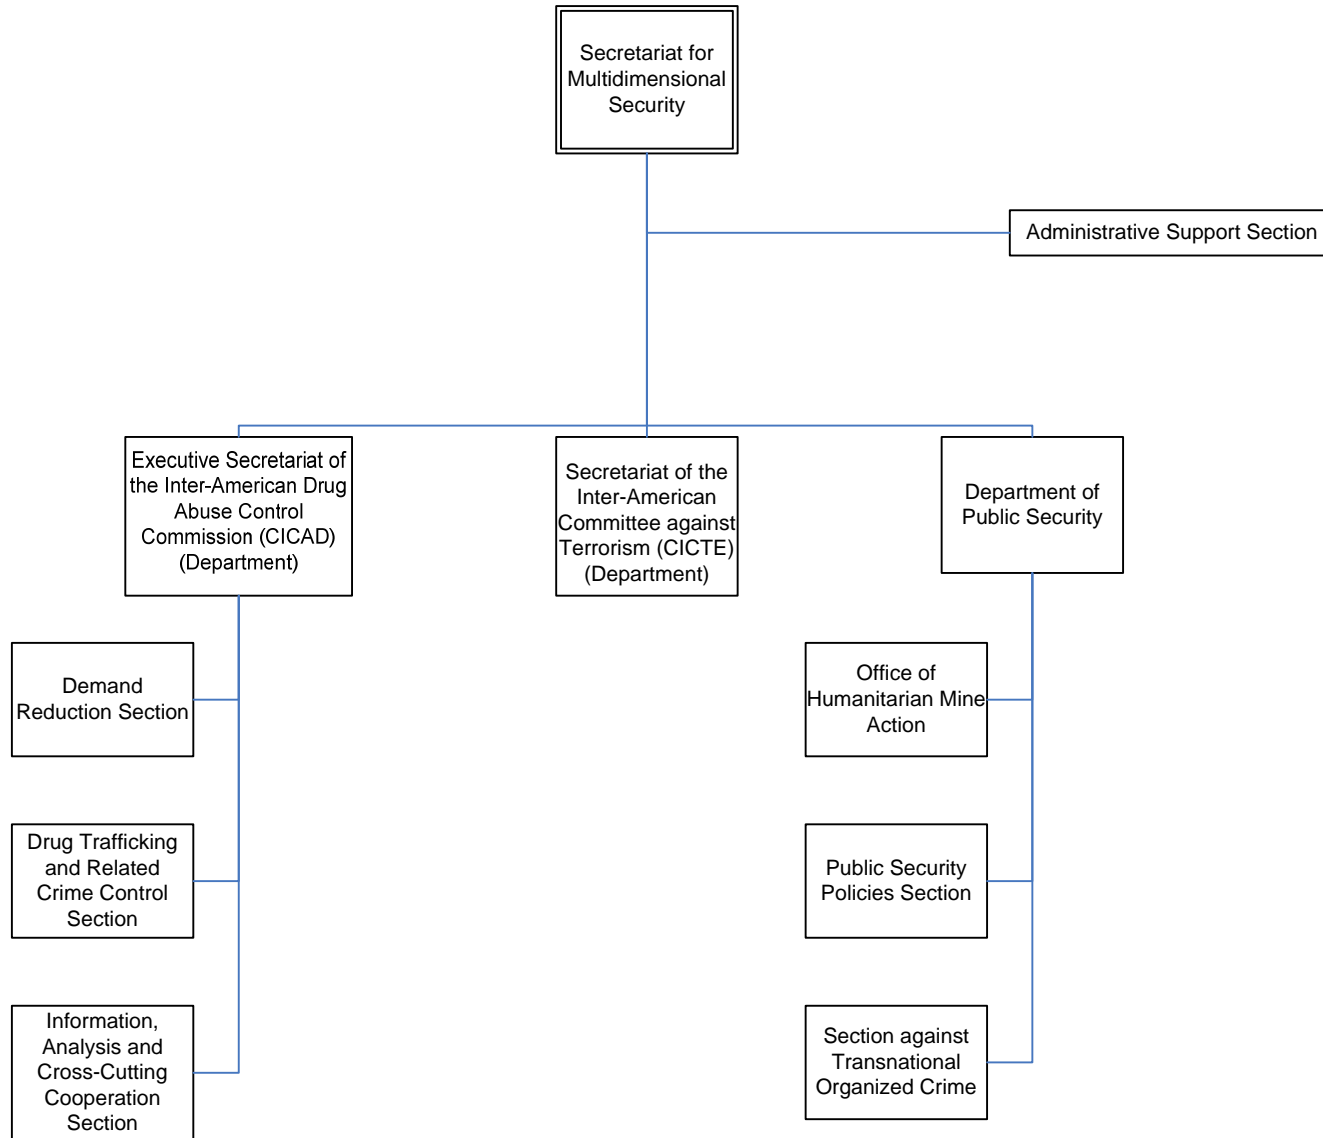 Secretariat for
Multidimensional
Security
Administrative Support Section
Executive Secretariat of
the Inter-American Drug
Abuse Control
Commission (CICAD)
(Department)
Secretariat of the
Inter-American
Committee against
Terrorism (CICTE)
(Department)
Department of
Public Security
Demand
Reduction Section
Office of
Humanitarian Mine
Action
Drug Trafficking
and Related
Crime Control
Section
Public Security
Policies Section
Information,
Analysis and
Cross-Cutting
Cooperation
Section
Section against
Transnational
Organized Crime